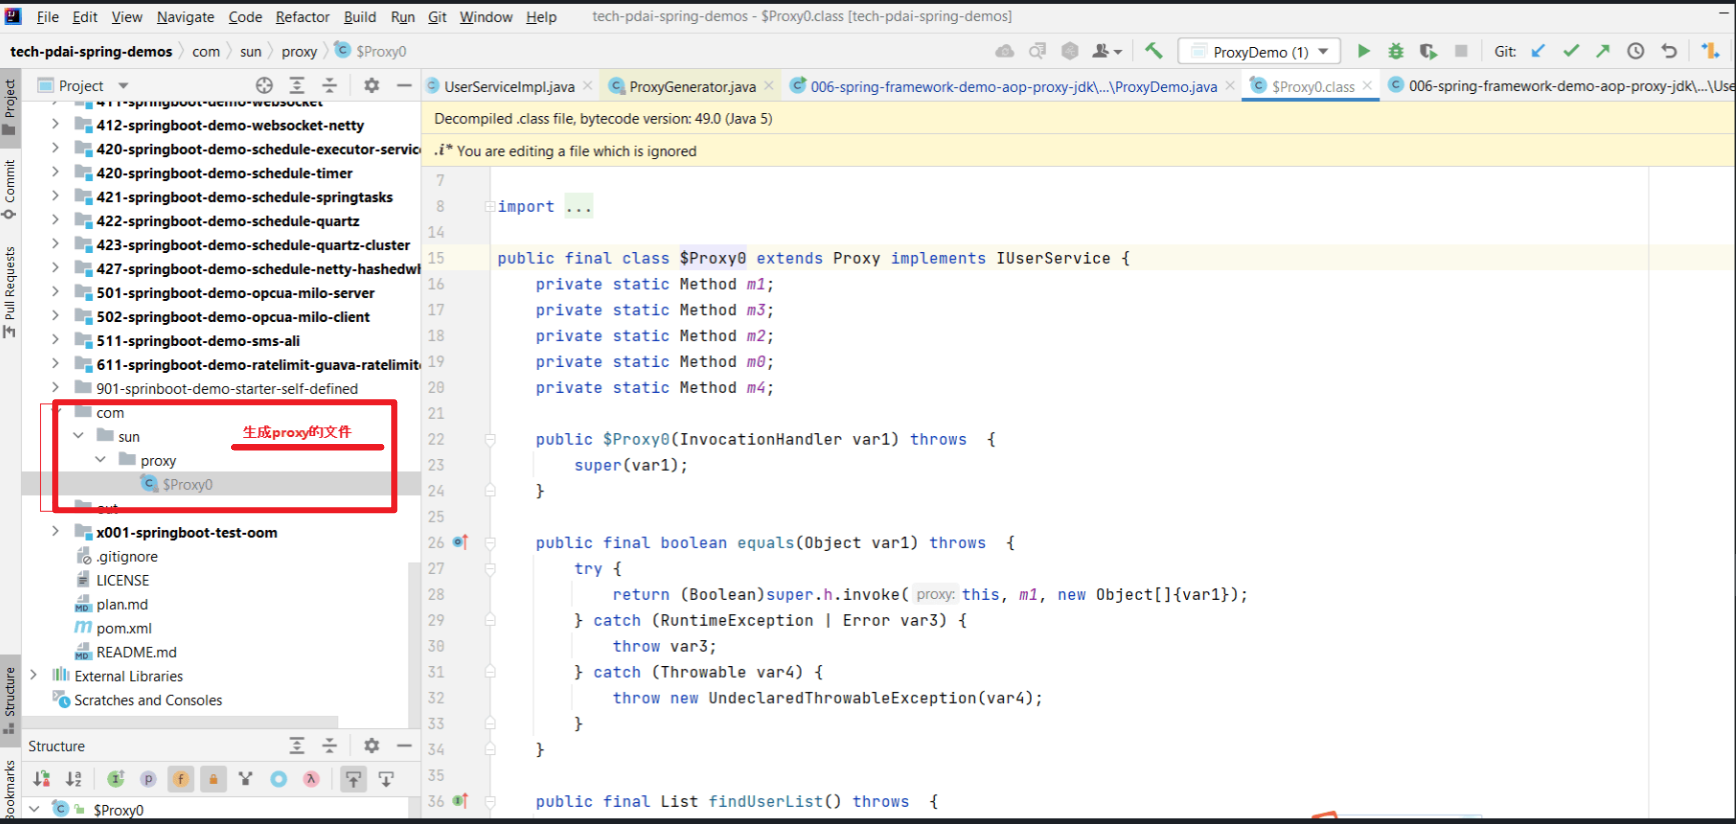 File Edit View Navigate Code Refactor Build Run Git Window Help tech-pdai-spring-demos - $Proxy0.class [tech-pdai-spring-demos]
tech-pdai-spring-demos com sun proxy $Proxy0
ProxyDemo (1)
Git:
Project
UserServiceImpl.java
ProxyGenerator.java
006-spring-framework-demo-aop-proxy-jdk\...\ProxyDemo.java
$Proxy0.class
006-spring-framework-demo-aop-proxy-jdk\...\Use
Project
Commit
Pull Requests
Structure
Bookmarks
411-springboot-demo-websocket
412-springboot-demo-websocket-netty
420-springboot-demo-schedule-executor-service
420-springboot-demo-schedule-timer
421-springboot-demo-schedule-springtasks
422-springboot-demo-schedule-quartz
423-springboot-demo-schedule-quartz-cluster
427-springboot-demo-schedule-netty-hashedwh
501-springboot-demo-opcua-milo-server
502-springboot-demo-opcua-milo-client
511-springboot-demo-sms-ali
611-springboot-demo-ratelimit-guava-ratelimite
901-sprinboot-demo-starter-self-defined
com
sun
生成proxy的文件
proxy
$Proxy0
out
x001-springboot-test-oom
.gitignore
LICENSE
plan.md
pom.xml
README.md
External Libraries
Scratches and Consoles
Structure
$Proxy0
Decompiled .class file, bytecode version: 49.0 (Java 5)
.i* You are editing a file which is ignored
7
8 import ...
14
15 public final class $Proxy0 extends Proxy implements IUserService {
16 private static Method m1;
17 private static Method m3;
18 private static Method m2;
19 private static Method m0;
20 private static Method m4;
21
22 public $Proxy0(InvocationHandler var1) throws {
23 super(var1);
24 }
25
26 public final boolean equals(Object var1) throws {
27 try {
28 return (Boolean)super.h.invoke( proxy: this, m1, new Object[]{var1});
29 } catch (RuntimeException | Error var3) {
30 throw var3;
31 } catch (Throwable var4) {
32 throw new UndeclaredThrowableException(var4);
33 }
34 }
35
36 public final List findUserList() throws {